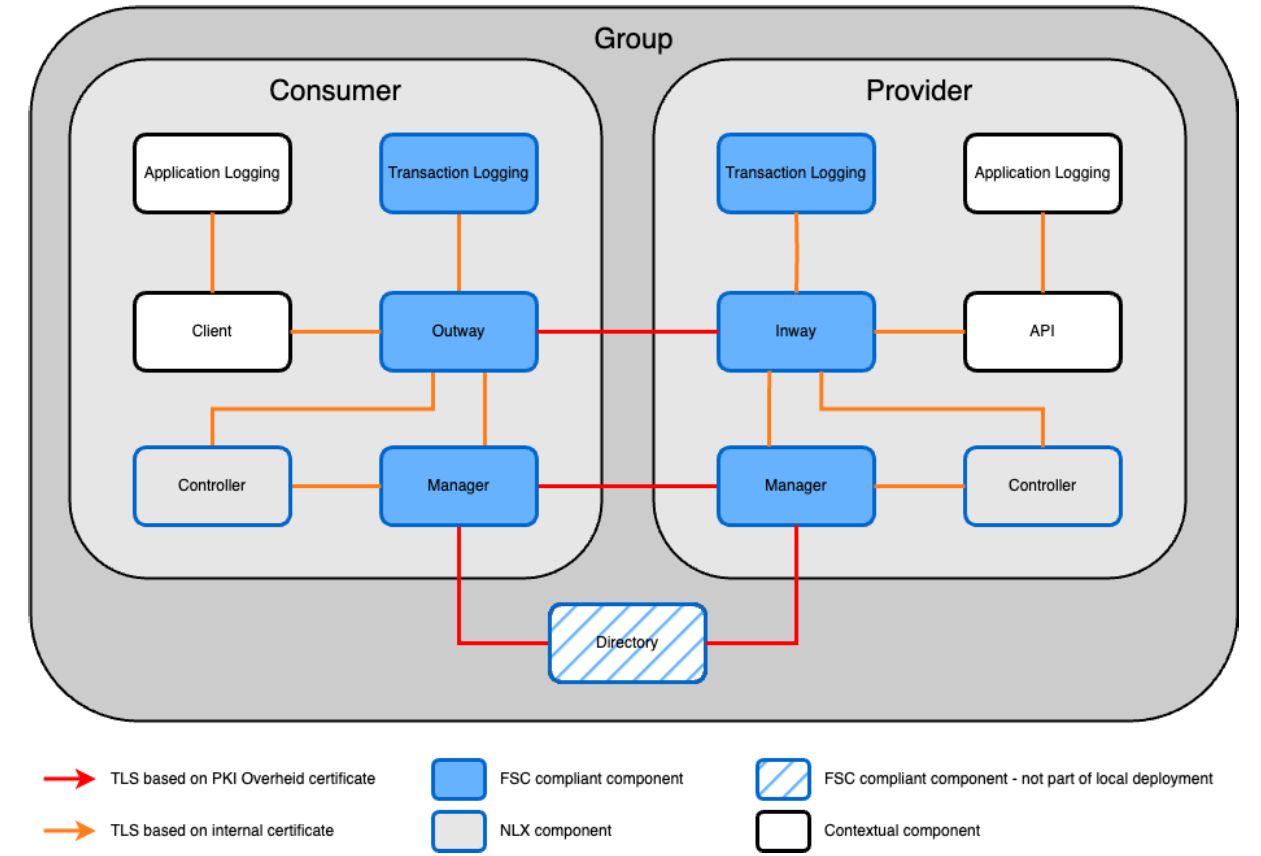 Group
Consumer
Provider
Application Logging
Transaction Logging
Transaction Logging
Application Logging
Client
Outway
Inway
API
Controller
Manager
Manager
Controller
Directory
TLS based on PKI Overheid certificate
FSC compliant component
FSC compliant component - not part of local deployment
TLS based on internal certificate
NLX component
Contextual component